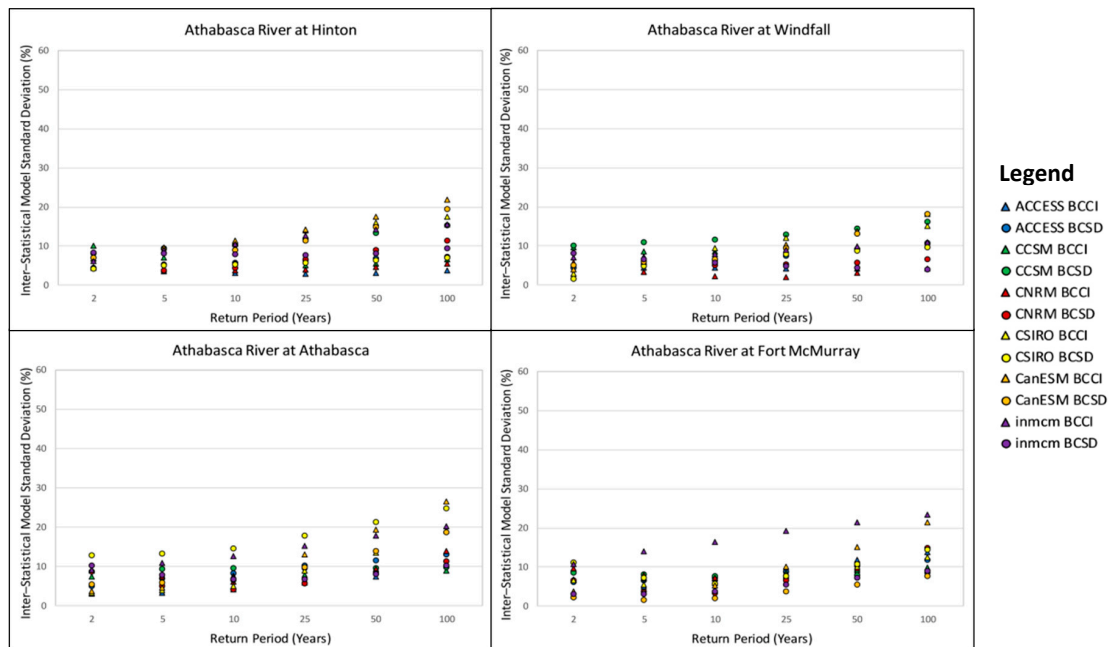 Athabasca River at Hinton
Inter–Statistical Model Standard Deviation (%)
60
50
40
30
20
10
0
2 5 10 25 50 100
Return Period (Years)
Athabasca River at Windfall
Inter–Statistical Model Standard Deviation (%)
60
50
40
30
20
10
0
2 5 10 25 50 100
Return Period (Years)
Athabasca River at Athabasca
Inter–Statistical Model Standard Deviation (%)
60
50
40
30
20
10
0
2 5 10 25 50 100
Return Period (Years)
Athabasca River at Fort McMurray
Inter–Statistical Model Standard Deviation (%)
60
50
40
30
20
10
0
2 5 10 25 50 100
Return Period (Years)
Legend
ACCESS BCCI
ACCESS BCSD
CCSM BCCI
CCSM BCSD
CNRM BCCI
CNRM BCSD
CSIRO BCCI
CSIRO BCSD
CanESM BCCI
CanESM BCSD
inmcm BCCI
inmcm BCSD